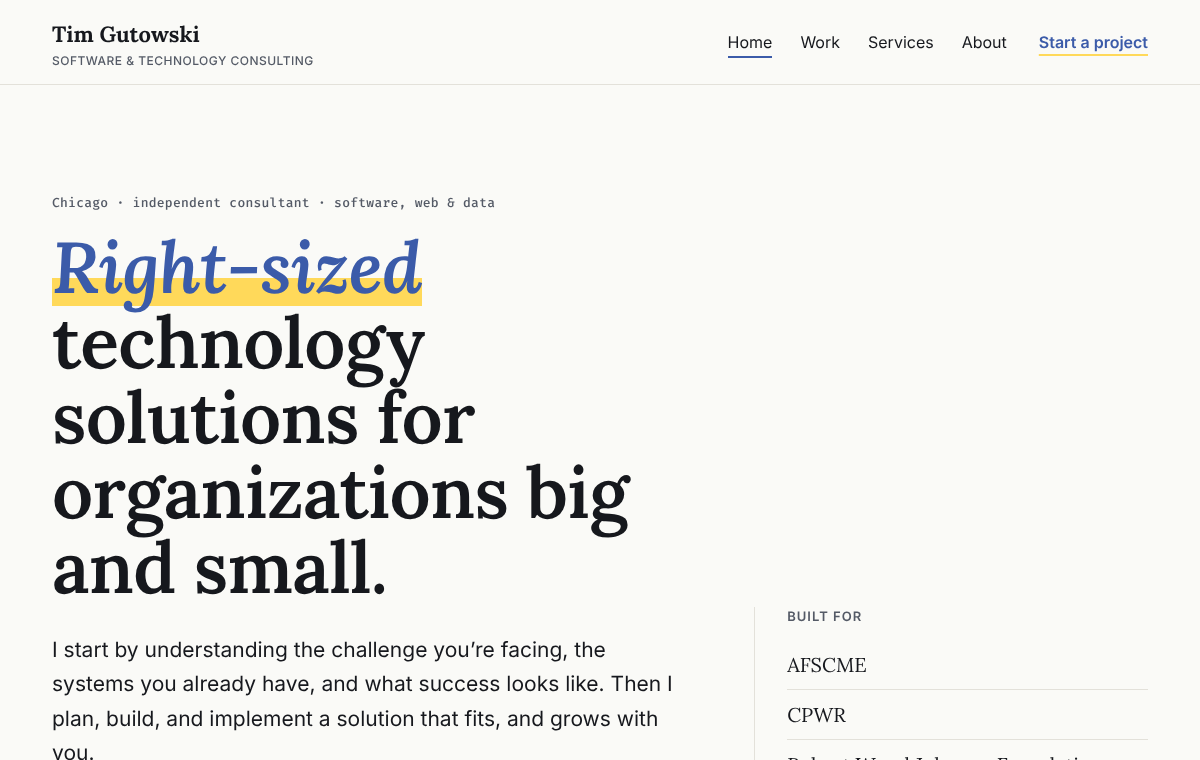 Tim Gutowski
SOFTWARE & TECHNOLOGY CONSULTING
Home Work Services About Start a project
Chicago · independent consultant · software, web & data
Right-sized
technology
solutions for
organizations big
and small.
I start by understanding the challenge you’re facing, the
systems you already have, and what success looks like. Then I
plan, build, and implement a solution that fits, and grows with
you.
BUILT FOR
AFSCME
CPWR